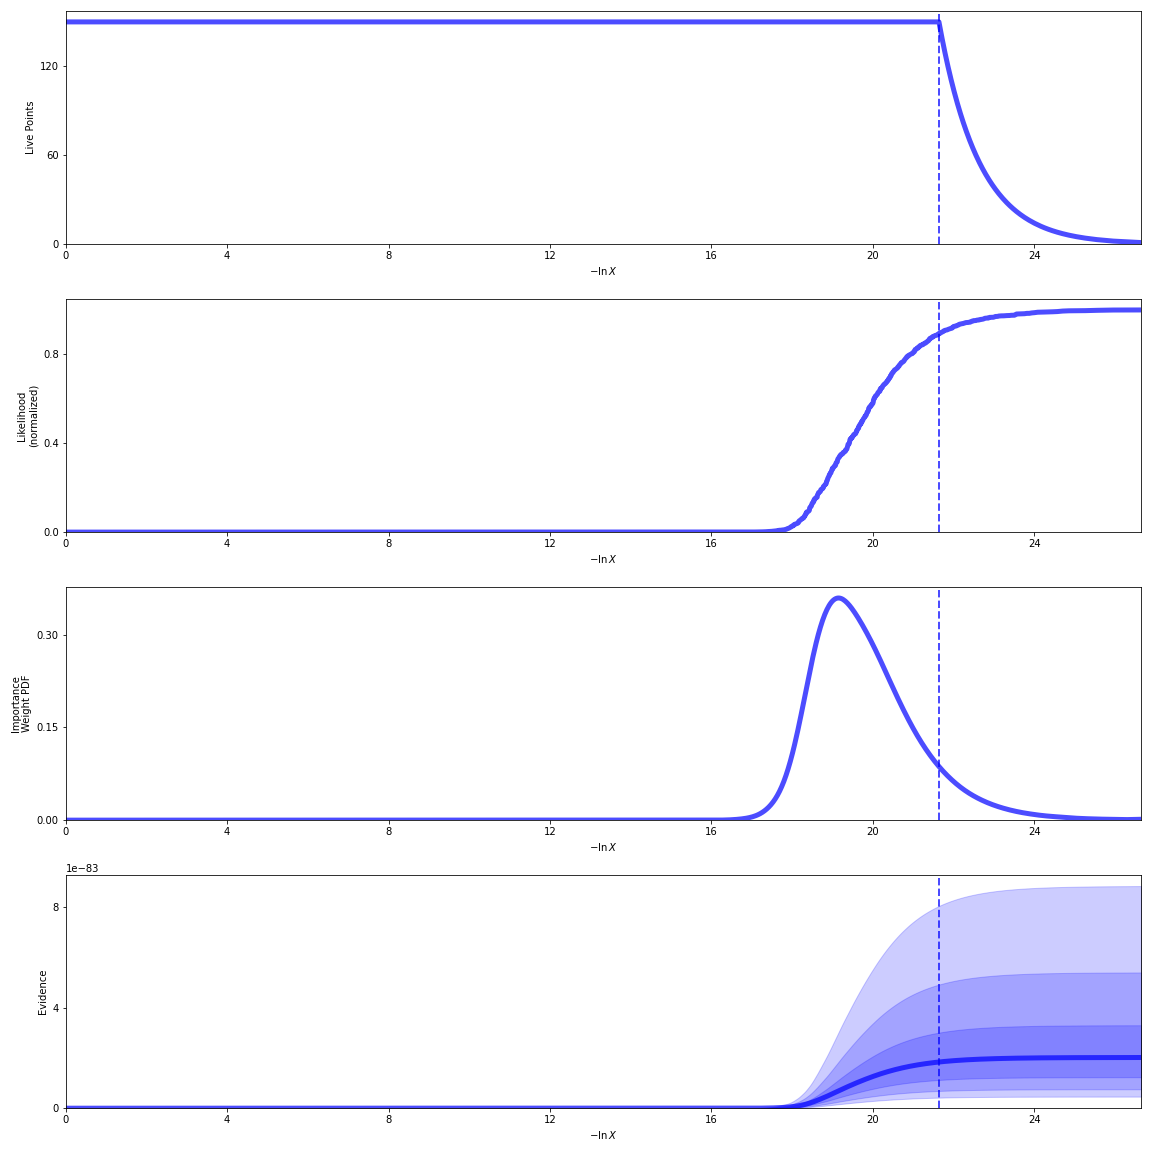 120
60
0
Live Points
0 4 8 12 16 20 24
−ln X
0.8
0.4
0.0
Likelihood
(normalized)
0 4 8 12 16 20 24
−ln X
0.30
0.15
0.00
Importance
Weight PDF
0 4 8 12 16 20 24
−ln X
1e−83
8
4
0
Evidence
0 4 8 12 16 20 24
−ln X